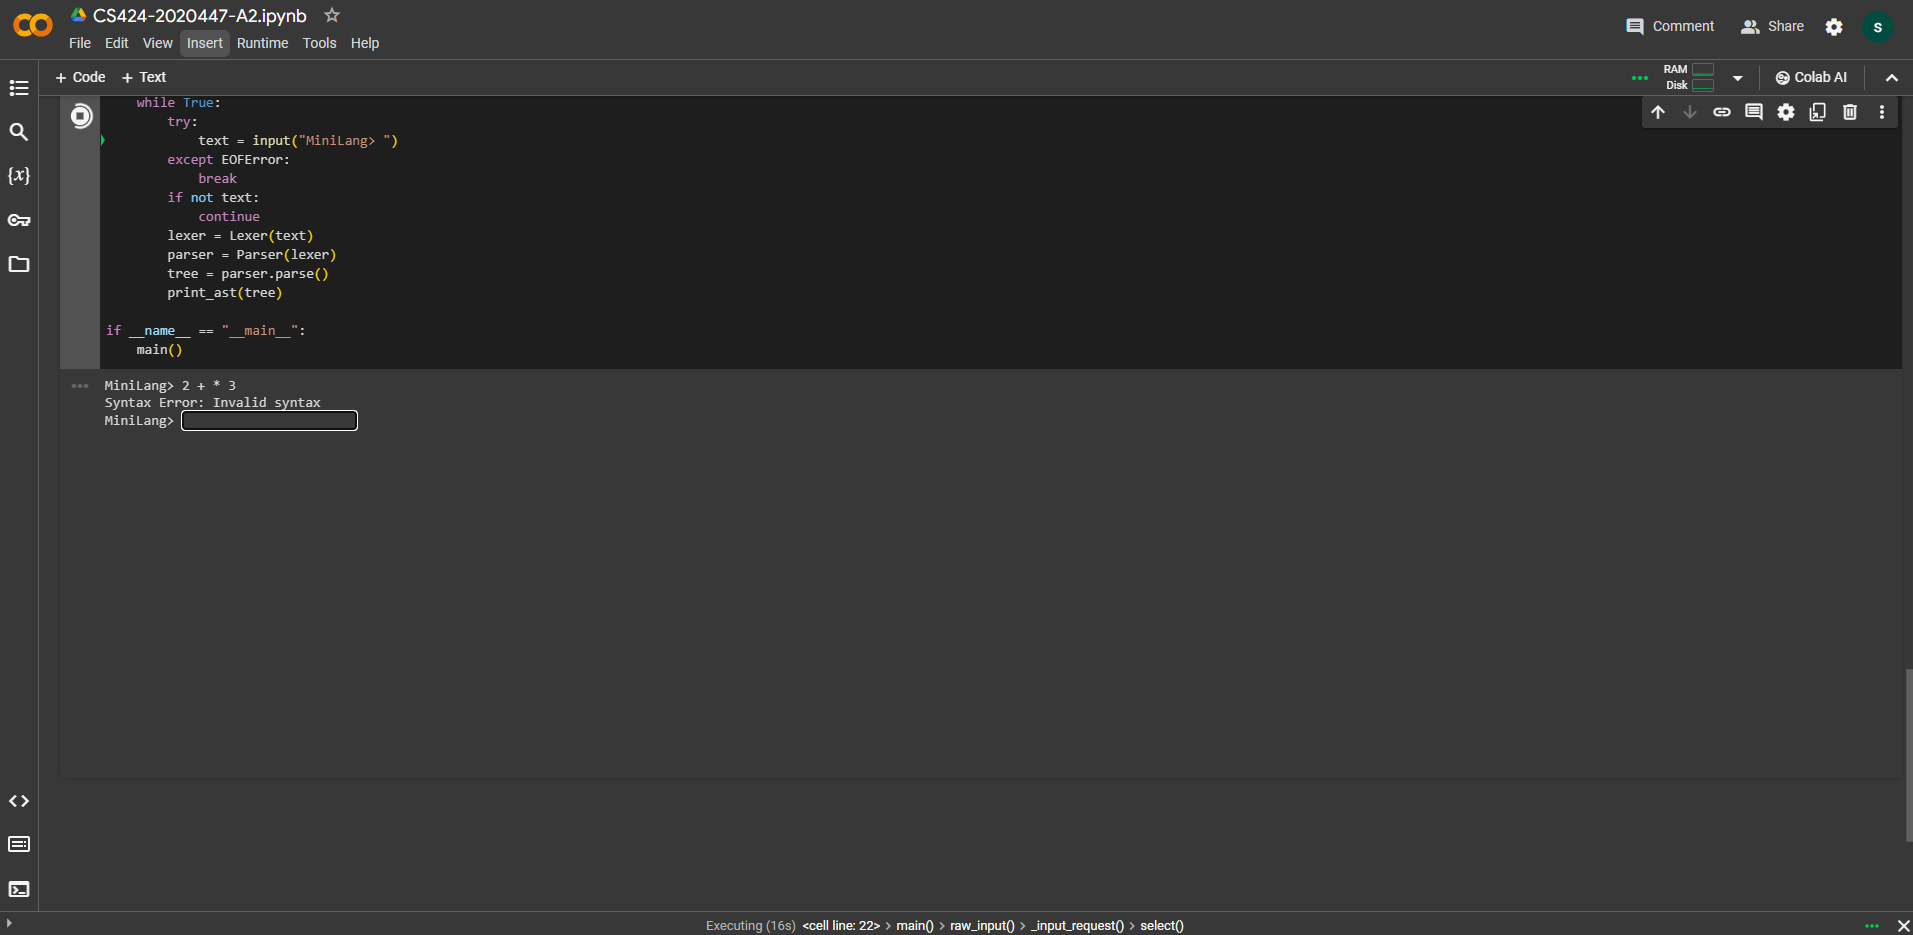 CS424-2020447-A2.ipynb
File Edit View Insert Runtime Tools Help
Comment Share S
+ Code + Text
RAM
Disk
Colab AI
{x}
while True:
try:
text = input("MiniLang> ")
except EOFError:
break
if not text:
continue
lexer = Lexer(text)
parser = Parser(lexer)
tree = parser.parse()
print_ast(tree)
if __name__ == "__main__":
main()
MiniLang> 2 + * 3
Syntax Error: Invalid syntax
MiniLang>
Executing (16s) <cell line: 22> > main() > raw_input() > _input_request() > select()